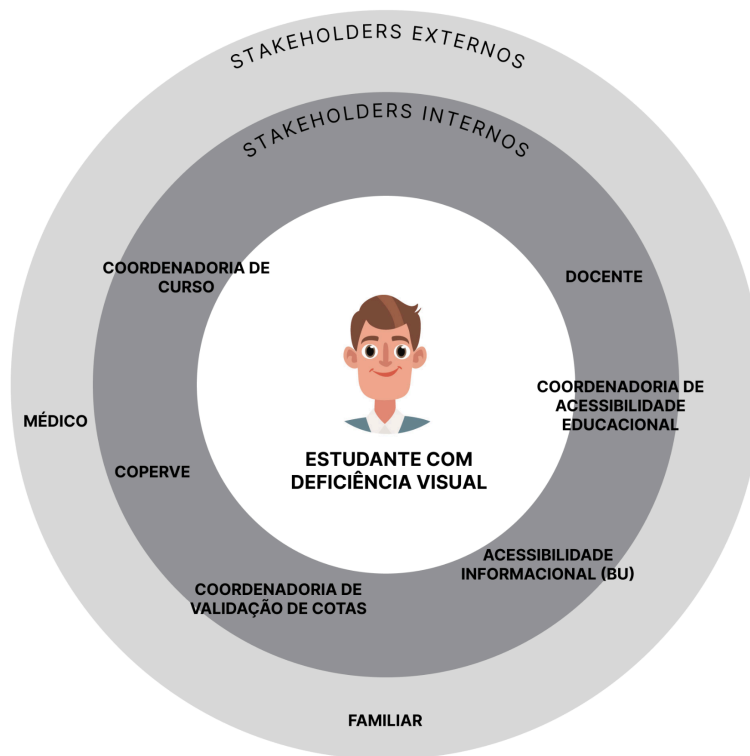 STAKEHOLDERS EXTERNOS
STAKEHOLDERS INTERNOS
COORDENADORIA DE
CURSO
DOCENTE
MÉDICO
COORDENADORIA DE
ACESSIBILIDADE
EDUCACIONAL
COPERVE
ESTUDANTE COM
DEFICIÊNCIA VISUAL
ACESSIBILIDADE
INFORMACIONAL (BU)
COORDENADORIA DE
VALIDAÇÃO DE COTAS
FAMILIAR